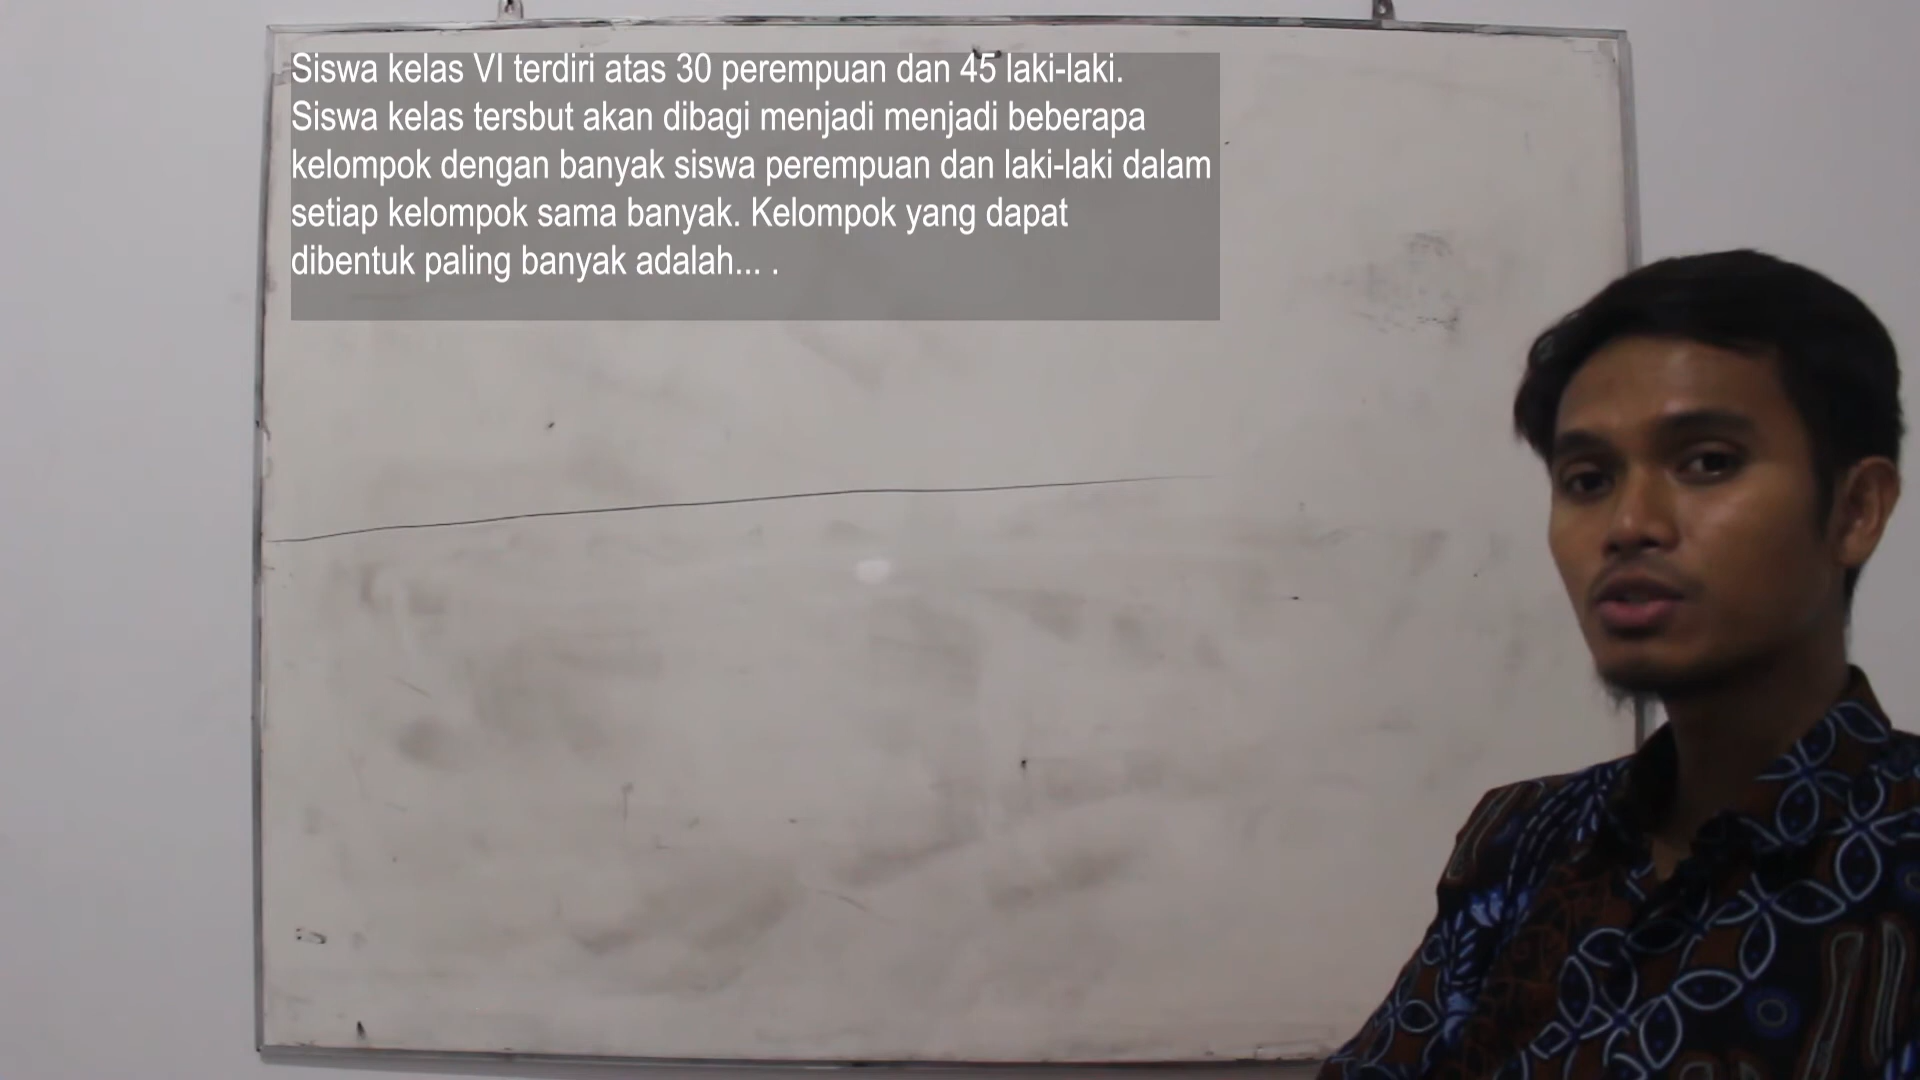 Siswa kelas VI terdiri atas 30 perempuan dan 45 laki-laki.
Siswa kelas tersbut akan dibagi menjadi menjadi beberapa
kelompok dengan banyak siswa perempuan dan laki-laki dalam
setiap kelompok sama banyak. Kelompok yang dapat
dibentuk paling banyak adalah... .